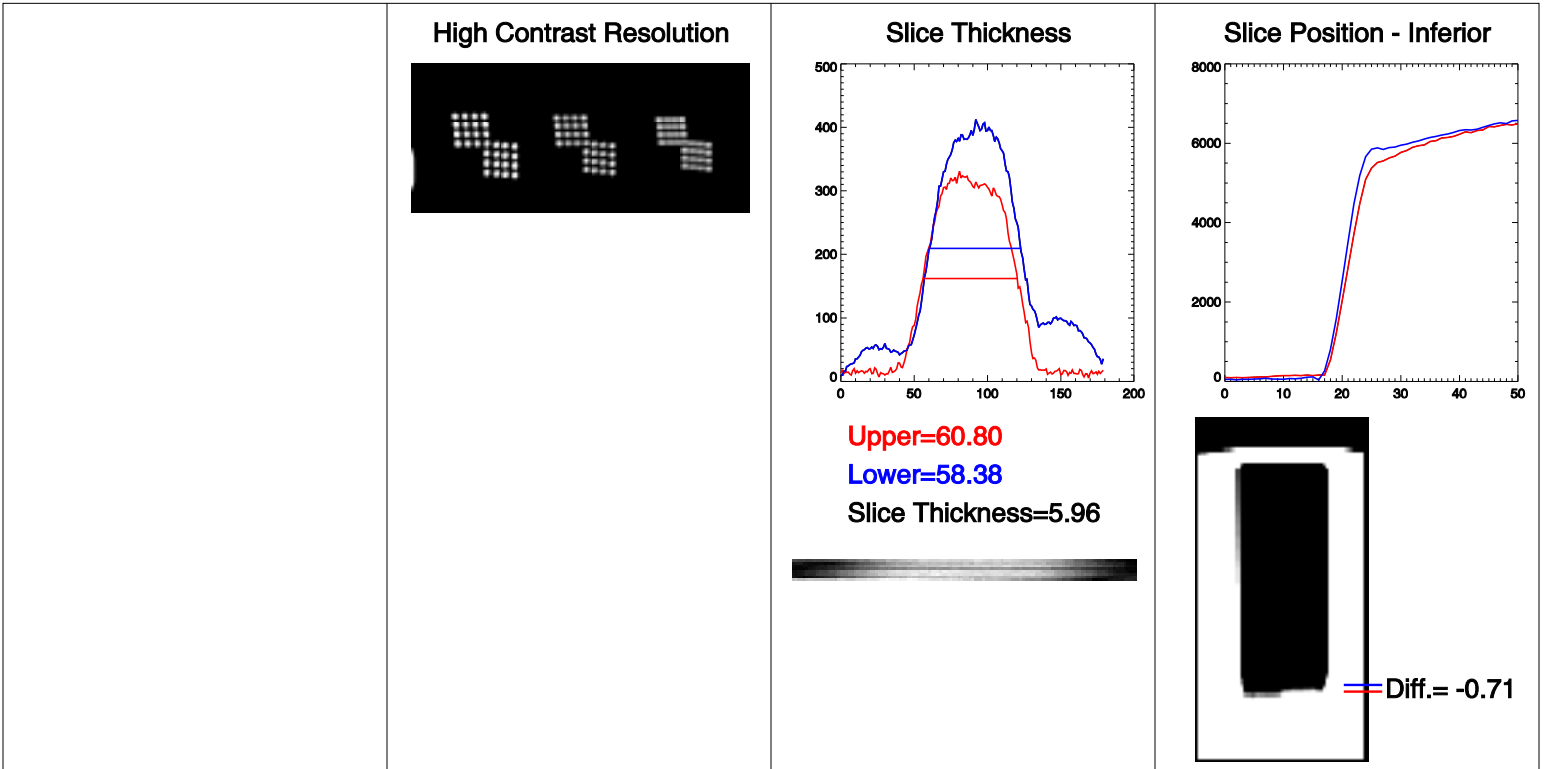 High Contrast Resolution
Slice Thickness
500
400
300
200
100
0
0 50 100 150 200
Upper=60.80
Lower=58.38
Slice Thickness=5.96
Slice Position - Inferior
8000
6000
4000
2000
0
0 10 20 30 40 50
Diff.= -0.71